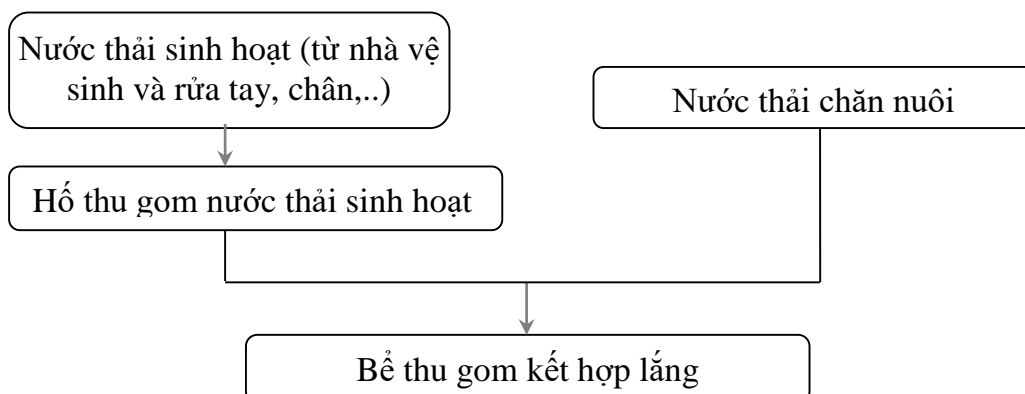 Nước thải sinh hoạt (từ nhà vệ
sinh và rửa tay, chân,..)
Nước thải chăn nuôi
Hố thu gom nước thải sinh hoạt
Bể thu gom kết hợp lắng